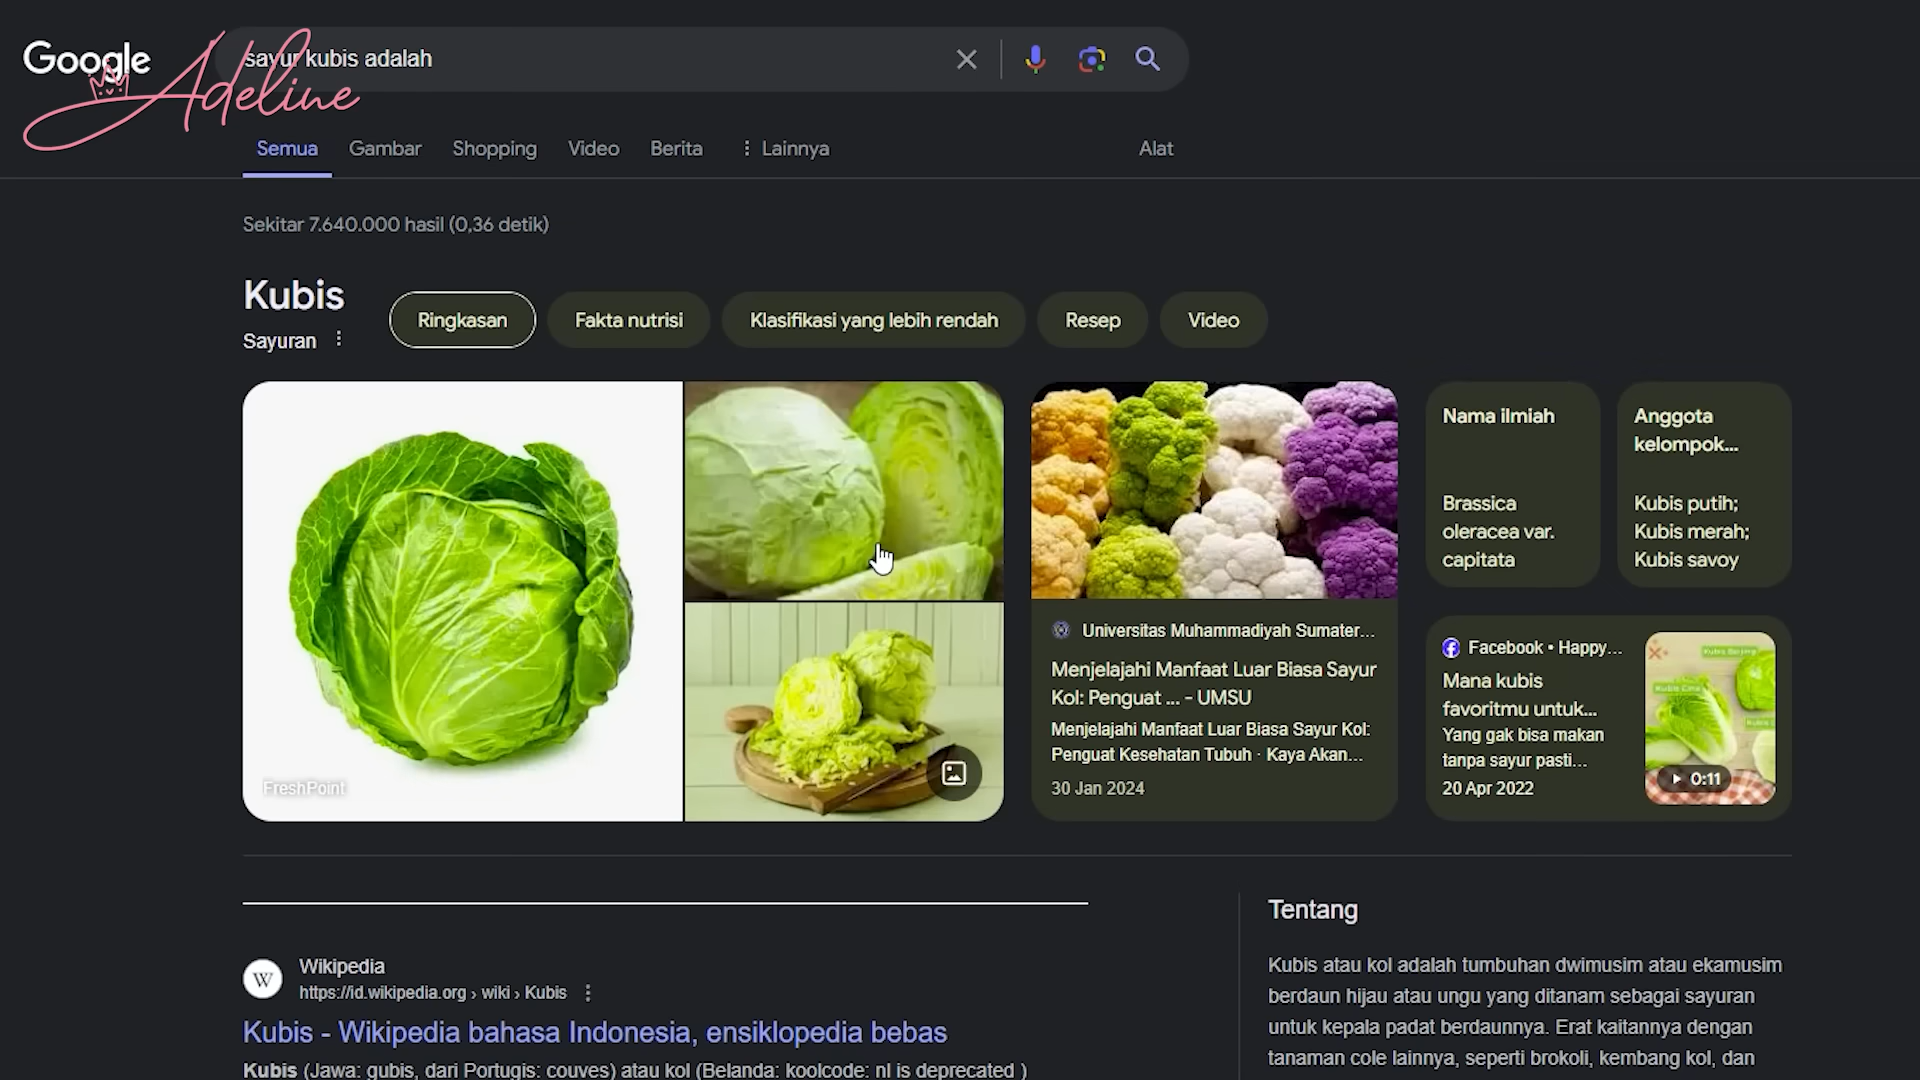 Google
Adeline
sayur kubis adalah
Semua
Gambar
Shopping
Video
Berita
Lainnya
Alat
Sekitar 7.640.000 hasil (0,36 detik)
Kubis
Sayuran
Ringkasan
Fakta nutrisi
Klasifikasi yang lebih rendah
Resep
Video
FreshPoint
Universitas Muhammadiyah Sumater...
Menjelajahi Manfaat Luar Biasa Sayur
Kol: Penguat ... - UMSU
Menjelajahi Manfaat Luar Biasa Sayur Kol:
Penguat Kesehatan Tubuh · Kaya Akan...
30 Jan 2024
Nama ilmiah
Brassica
oleracea var.
capitata
Anggota
kelompok...
Kubis putih;
Kubis merah;
Kubis savoy
Facebook • Happy...
Mana kubis
favoritmu untuk...
Yang gak bisa makan
tanpa sayur pasti...
20 Apr 2022
0:11
W
Wikipedia
https://id.wikipedia.org › wiki › Kubis
Kubis - Wikipedia bahasa Indonesia, ensiklopedia bebas
Kubis (Jawa: gubis, dari Portugis: couves) atau kol (Belanda: koolcode: nl is deprecated )
Tentang
Kubis atau kol adalah tumbuhan dwimusim atau ekamusim
berdaun hijau atau ungu yang ditanam sebagai sayuran
untuk kepala padat berdaunnya. Erat kaitannya dengan
tanaman cole lainnya, seperti brokoli, kembang kol, dan